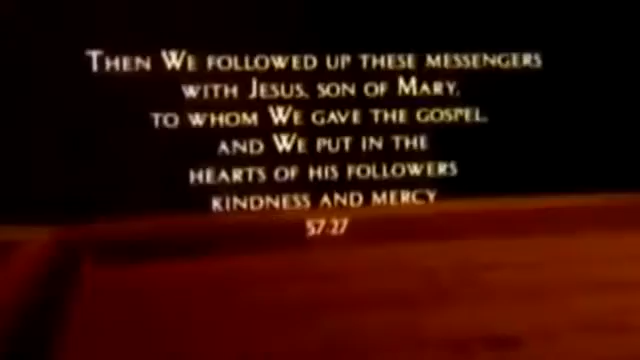 Then We followed up these messengers
with Jesus, son of Mary,
to whom We gave the Gospel,
and We put in the
hearts of his followers
kindness and mercy
57:27